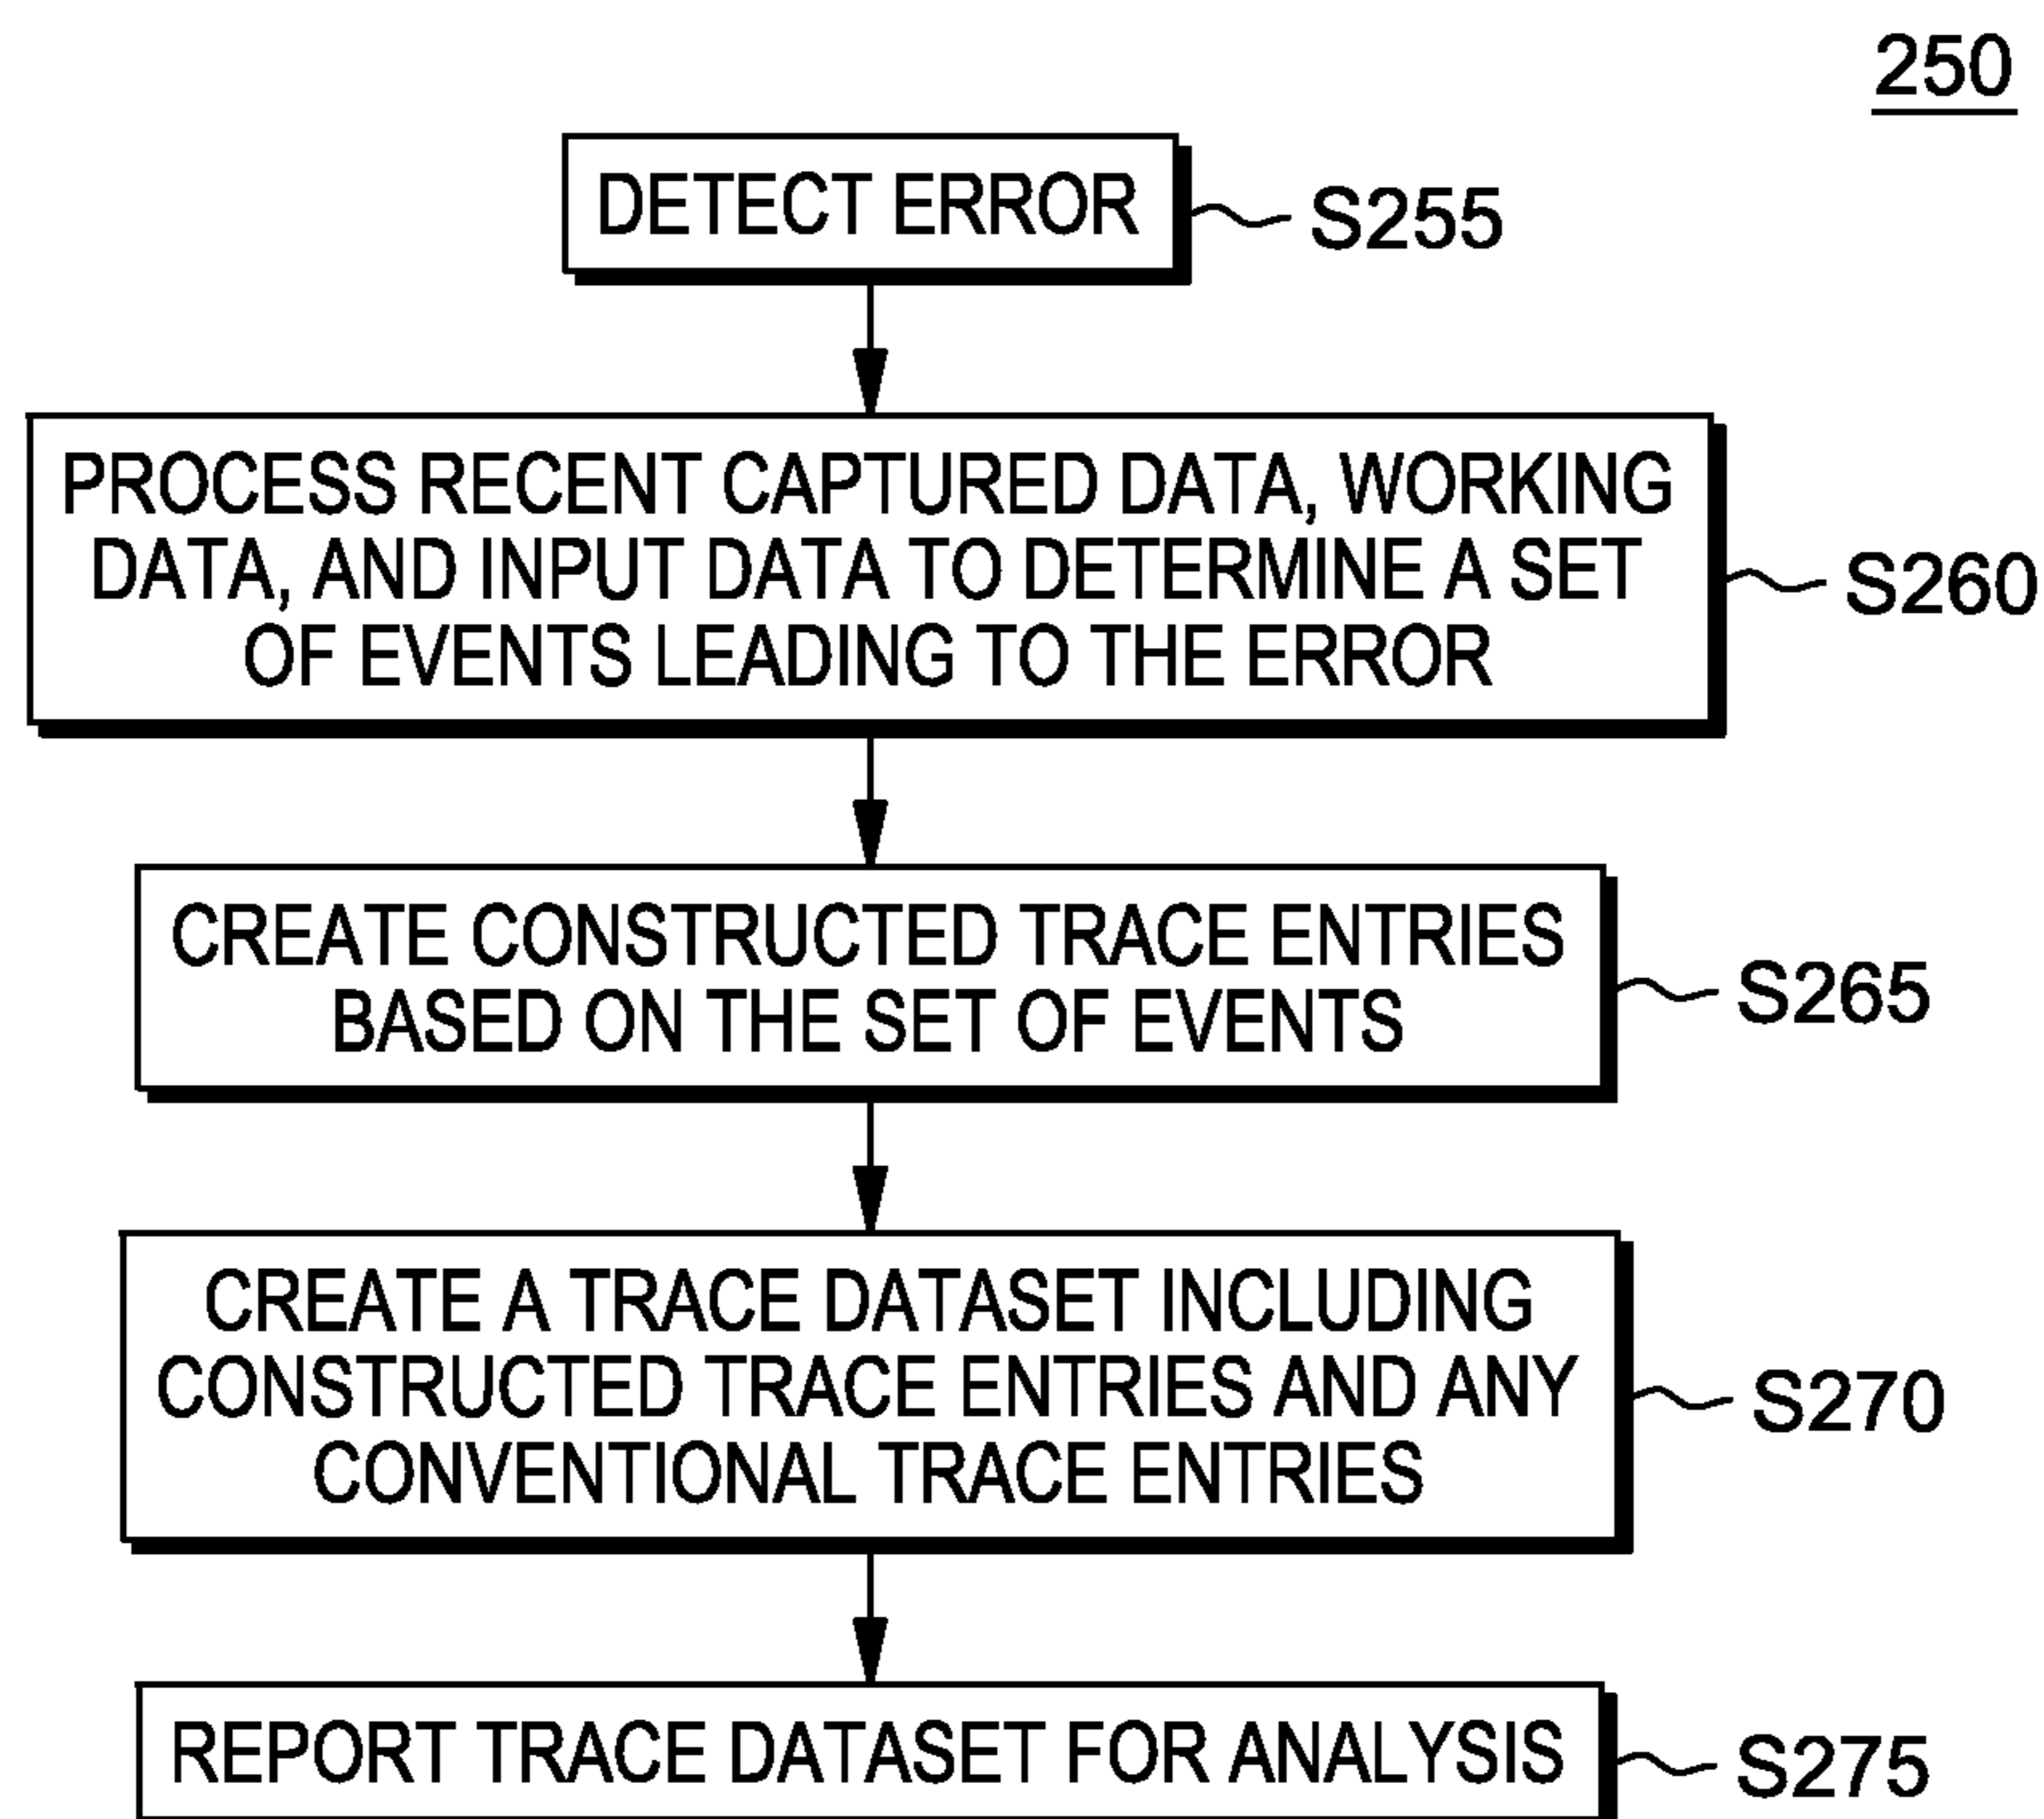 250
DETECT ERROR
S255
PROCESS RECENT CAPTURED DATA, WORKING
DATA, AND INPUT DATA TO DETERMINE A SET
OF EVENTS LEADING TO THE ERROR
S260
CREATE CONSTRUCTED TRACE ENTRIES
BASED ON THE SET OF EVENTS
S265
CREATE A TRACE DATASET INCLUDING
CONSTRUCTED TRACE ENTRIES AND ANY
CONVENTIONAL TRACE ENTRIES
S270
REPORT TRACE DATASET FOR ANALYSIS
S275